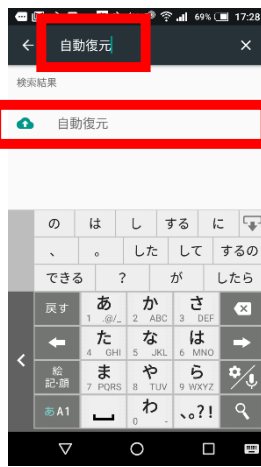 69% 17:28
自動復元
検索結果
自動復元
の は し する に
、 。 した して するの
できる ? が したら
戻す あ 1 .@/_ か 2 ABC さ 3 DEF
た 4 GHI な 5 JKL は 6 MNO
絵 記・顔 ま 7 PQRS や 8 TUV ら 9 WXYZ
あA1 わ 0 、。?!